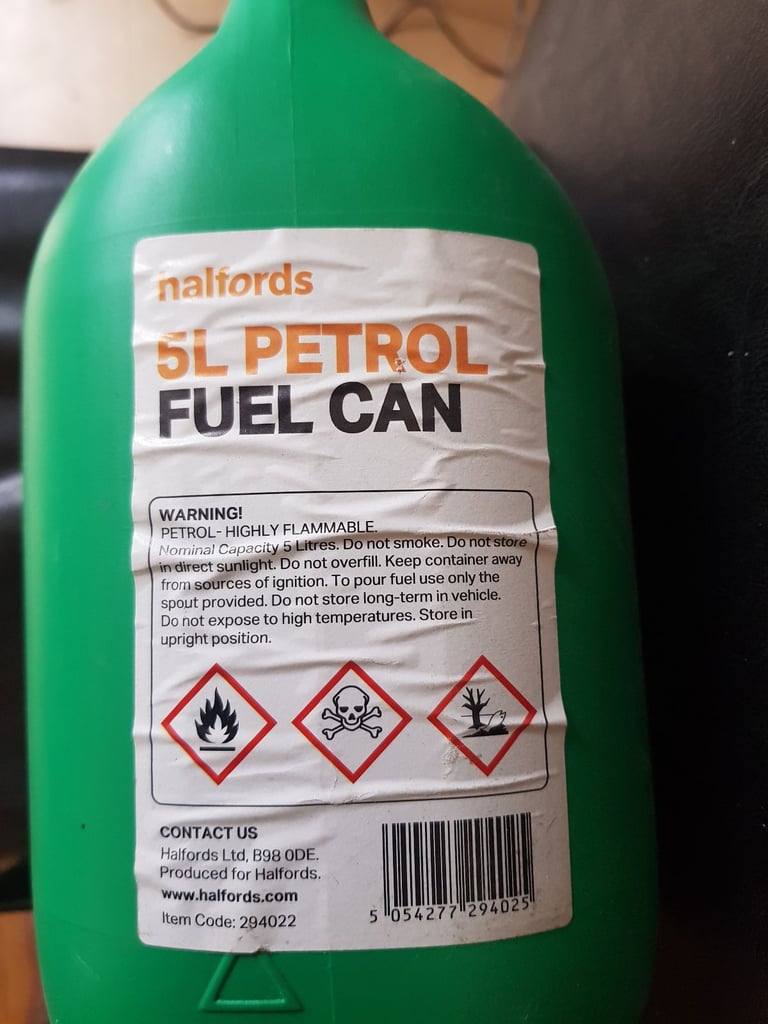 halfords
5L PETROL
FUEL CAN
WARNING!
PETROL- HIGHLY FLAMMABLE.
Nominal Capacity 5 Litres. Do not smoke. Do not store
in direct sunlight. Do not overfill. Keep container away
from sources of ignition. To pour fuel use only the
spout provided. Do not store long-term in vehicle.
Do not expose to high temperatures. Store in
upright position.
CONTACT US
Halfords Ltd, B98 0DE.
Produced for Halfords.
www.halfords.com
Item Code: 294022
5 054277 294025